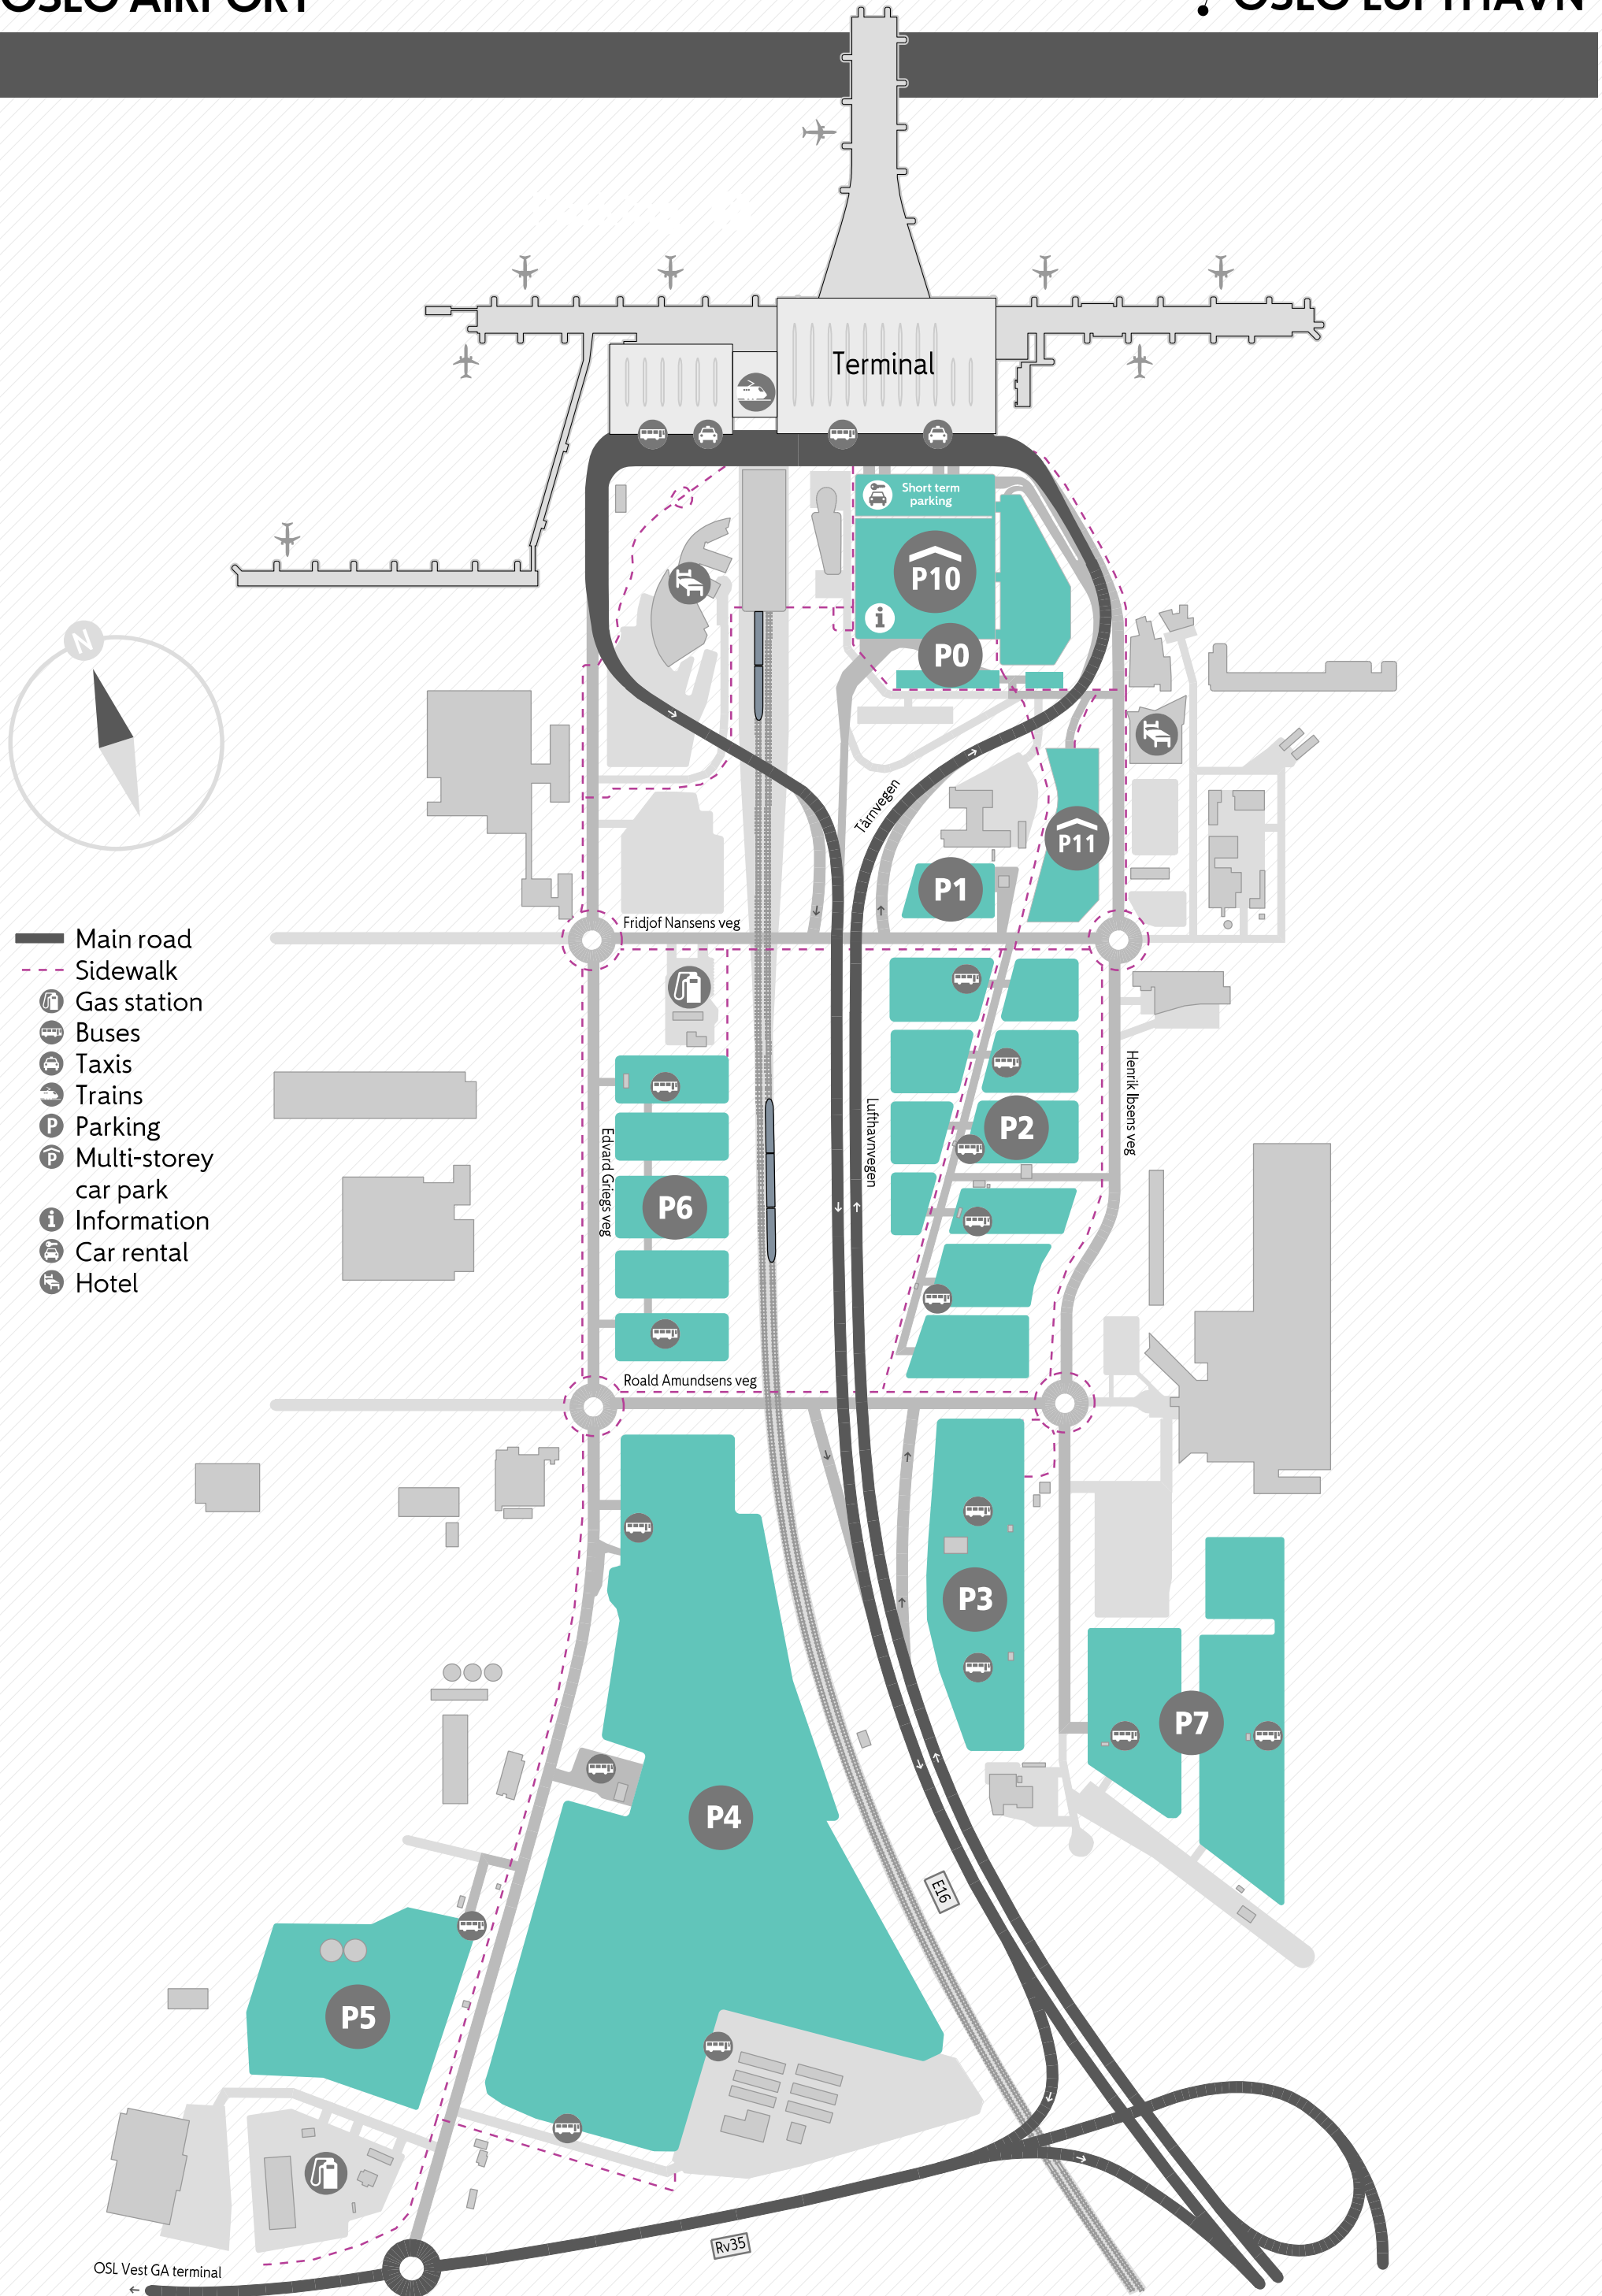 OSLO AIRPORT
OSLO LUFTHAVN
Terminal
Short term
parking
P10
i
P0
N
Tårnvegen
P11
P1
Fridjof Nansens veg
Main road
Sidewalk
Gas station
Buses
Taxis
Trains
P Parking
P Multi-storey
car park
i Information
Car rental
Hotel
Henrik Ibsens veg
Lufthavnvegen
Edvard Griegs veg
P2
P6
Roald Amundsens veg
P3
P7
P4
E16
P5
Rv35
OSL Vest GA terminal